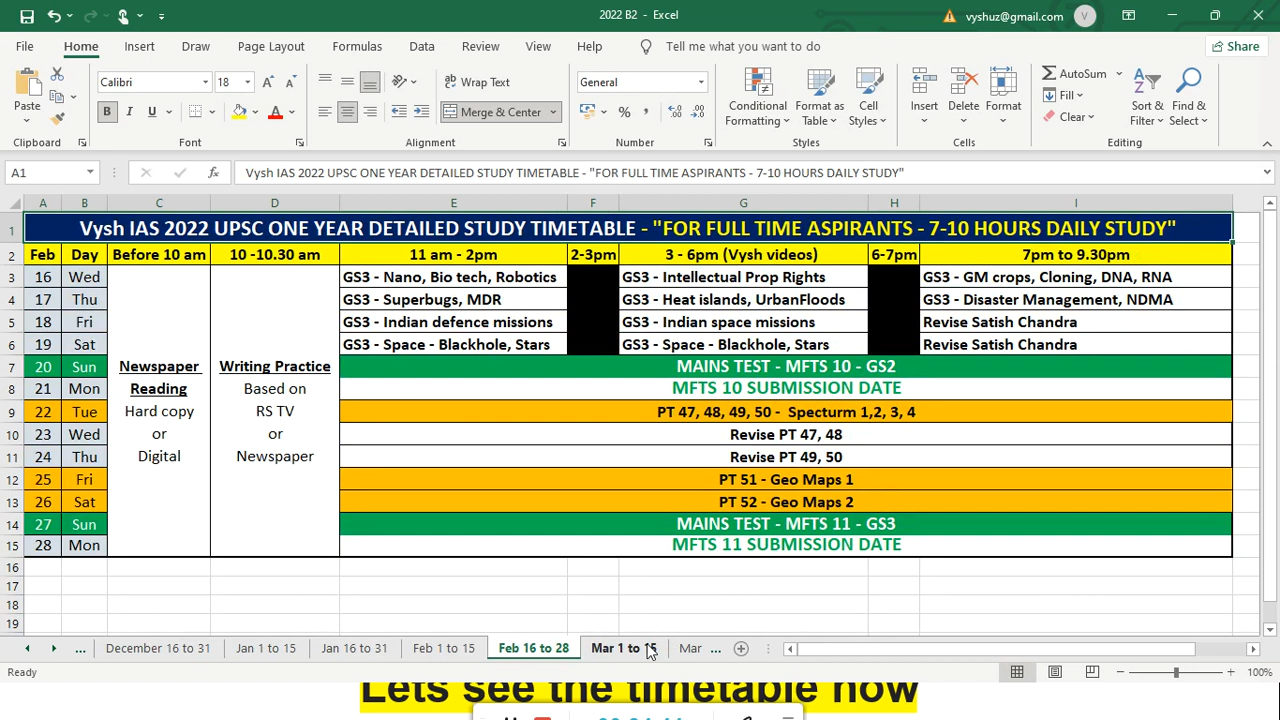 2022 B2 - Excel
vyshuz@gmail.com V
File Home Insert Draw Page Layout Formulas Data Review View Help Tell me what you want to do Share
Paste Calibri 18 A A Wrap Text General Conditional Formatting Format as Table Cell Styles Insert Delete Format AutoSum Sort & Filter Find & Select
B I U A Merge & Center % , Fill Clear
Clipboard Font Alignment Number Styles Cells Editing
A1 fx Vysh IAS 2022 UPSC ONE YEAR DETAILED STUDY TIMETABLE - "FOR FULL TIME ASPIRANTS - 7-10 HOURS DAILY STUDY"
A B C D E F G H I
1 Vysh IAS 2022 UPSC ONE YEAR DETAILED STUDY TIMETABLE - "FOR FULL TIME ASPIRANTS - 7-10 HOURS DAILY STUDY"
2 Feb Day Before 10 am 10 -10.30 am 11 am - 2pm 2-3pm 3 - 6pm (Vysh videos) 6-7pm 7pm to 9.30pm
3 16 Wed GS3 - Nano, Bio tech, Robotics GS3 - Intellectual Prop Rights GS3 - GM crops, Cloning, DNA, RNA
4 17 Thu GS3 - Superbugs, MDR GS3 - Heat islands, UrbanFloods GS3 - Disaster Management, NDMA
5 18 Fri GS3 - Indian defence missions GS3 - Indian space missions Revise Satish Chandra
6 19 Sat GS3 - Space - Blackhole, Stars GS3 - Space - Blackhole, Stars Revise Satish Chandra
7 20 Sun Newspaper Writing Practice MAINS TEST - MFTS 10 - GS2
8 21 Mon Reading Based on MFTS 10 SUBMISSION DATE
9 22 Tue Hard copy RS TV PT 47, 48, 49, 50 - Specturm 1,2, 3, 4
10 23 Wed or or Revise PT 47, 48
11 24 Thu Digital Newspaper Revise PT 49, 50
12 25 Fri PT 51 - Geo Maps 1
13 26 Sat PT 52 - Geo Maps 2
14 27 Sun MAINS TEST - MFTS 11 - GS3
15 28 Mon MFTS 11 SUBMISSION DATE
16
17
18
19
... December 16 to 31 Jan 1 to 15 Jan 16 to 31 Feb 1 to 15 Feb 16 to 28 Mar 1 to 15 Mar ...
Ready 100%
Lets see the timetable now